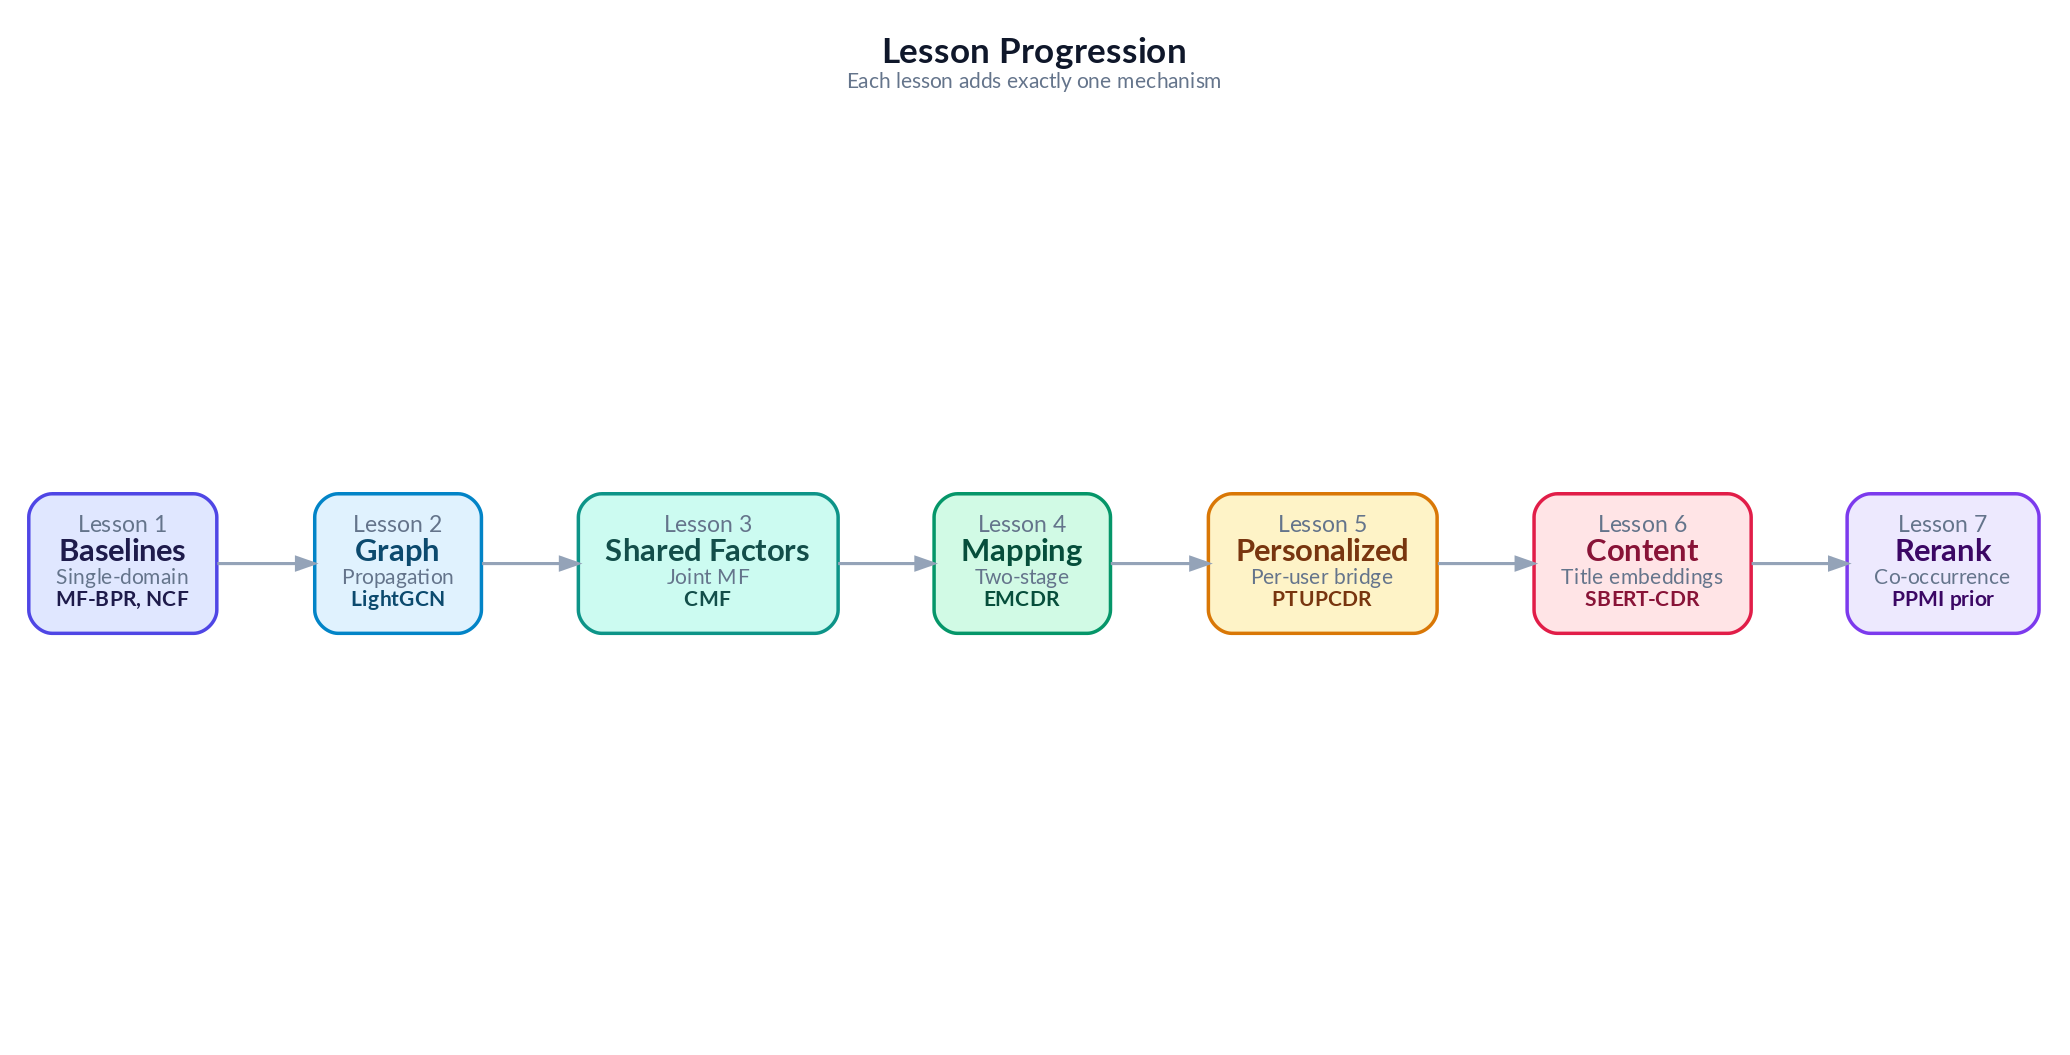 Lesson Progression
Each lesson adds exactly one mechanism
Lesson 1
Baselines
Single-domain
MF-BPR, NCF
Lesson 2
Graph
Propagation
LightGCN
Lesson 3
Shared Factors
Joint MF
CMF
Lesson 4
Mapping
Two-stage
EMCDR
Lesson 5
Personalized
Per-user bridge
PTUPCDR
Lesson 6
Content
Title embeddings
SBERT-CDR
Lesson 7
Rerank
Co-occurrence
PPMI prior